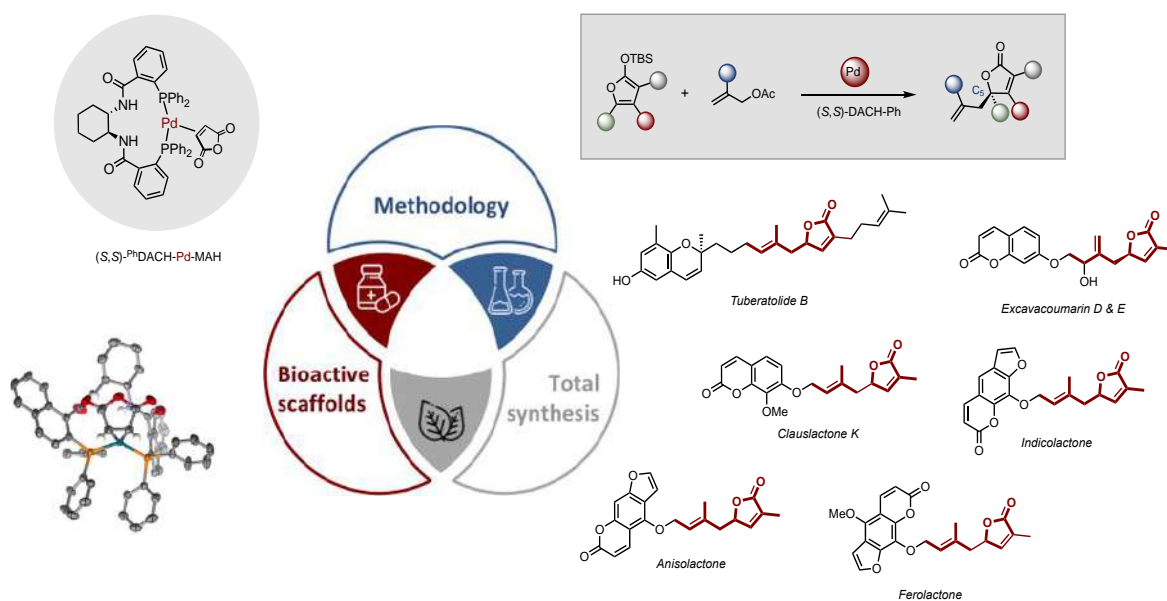 O
O
NH
NH
PPh2
Pd
PPh2
O
O
O
O
(S,S)-PhDACH-Pd-MAH
OTBS
O
+
OAc
Pd
(S,S)-DACH-Ph
O
O
C5
Methodology
Bioactive
scaffolds
Total
synthesis
Me
O
HO
O
O
Tuberatolide B
O
O
O
OH
O
O
Excavacoumarin D & E
O
O
O
OMe
O
O
Clauslactone K
O
O
O
O
O
O
Indicolactone
O
O
O
O
O
O
Anisolactone
O
O
MeO
O
O
O
O
Ferolactone